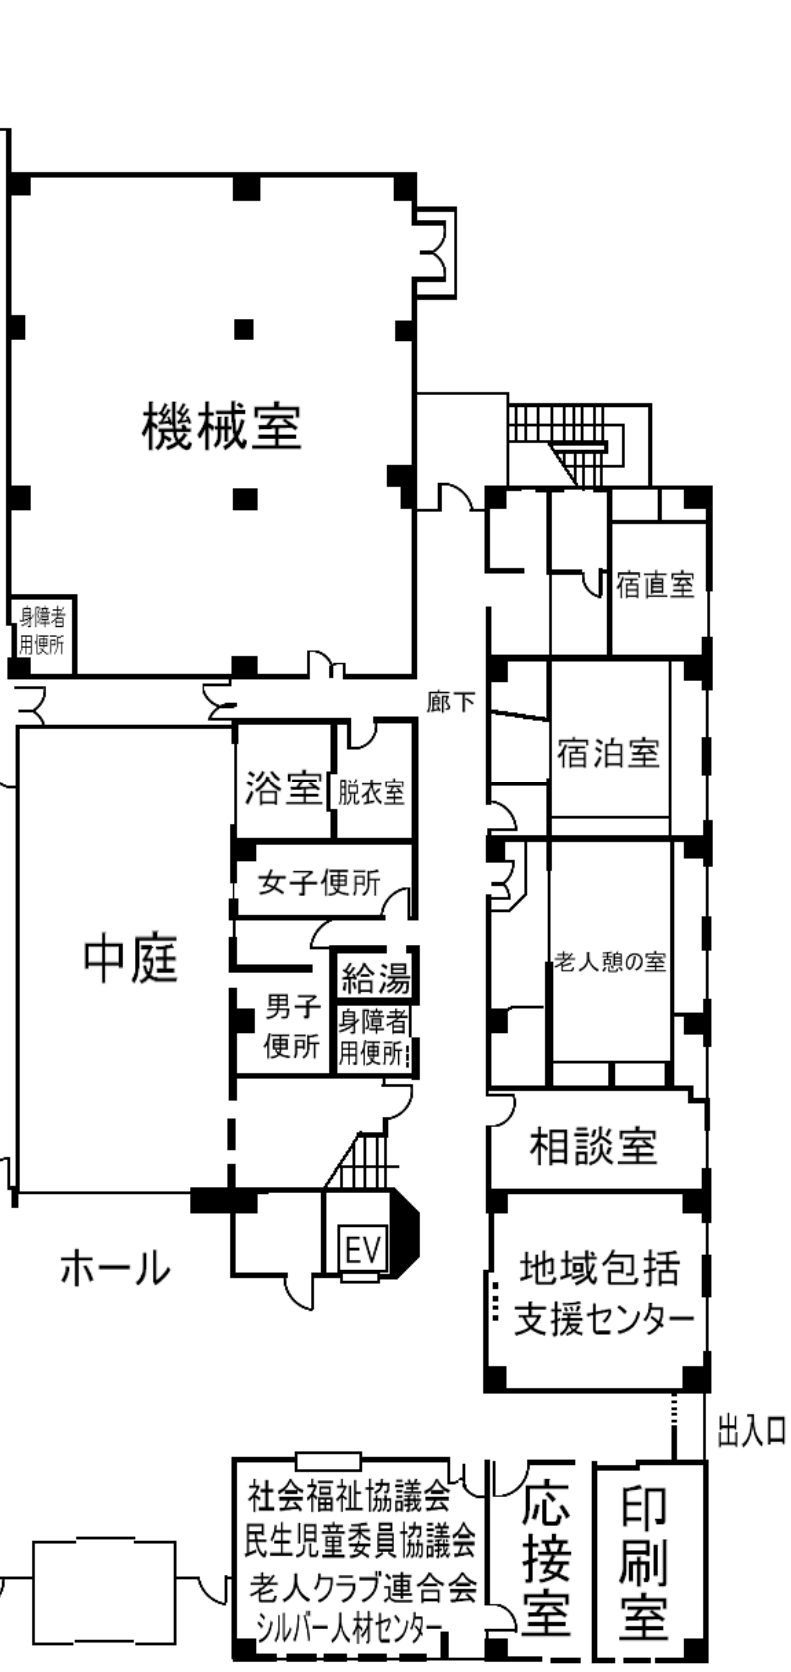 機械室
宿直室
身障者
用便所
廊下
宿泊室
浴室
脱衣室
女子便所
中庭
老人憩の室
給湯
男子
便所
身障者
用便所
相談室
EV
ホール
地域包括
支援センター
出入口
社会福祉協議会
民生児童委員協議会
老人クラブ連合会
シルバー人材センター
応接室
印刷室